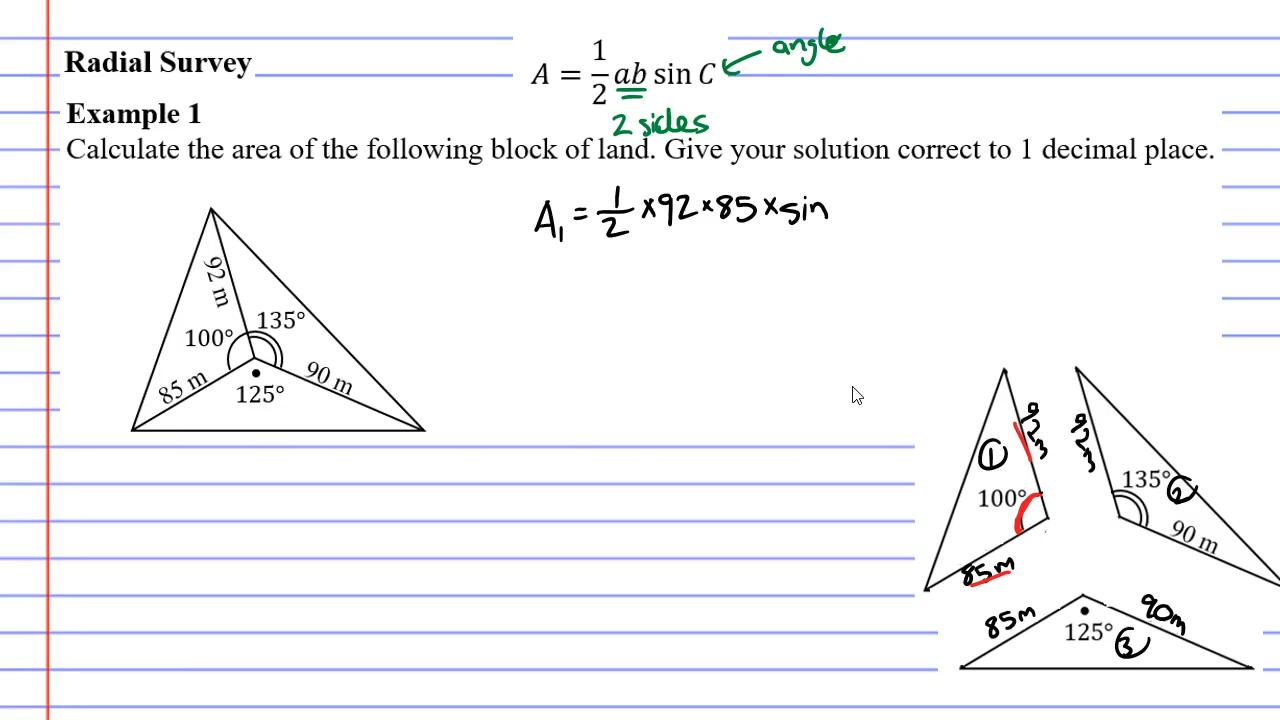 Radial Survey
A = 1/2 ab sin C
angle
2 sides
Example 1
Calculate the area of the following block of land. Give your solution correct to 1 decimal place.
A₁ = 1/2 × 92 × 85 × sin
92 m
100°
135°
85 m
90 m
125°
①
92m
100°
85m
92m
135°
②
90 m
85m
90m
125°
③